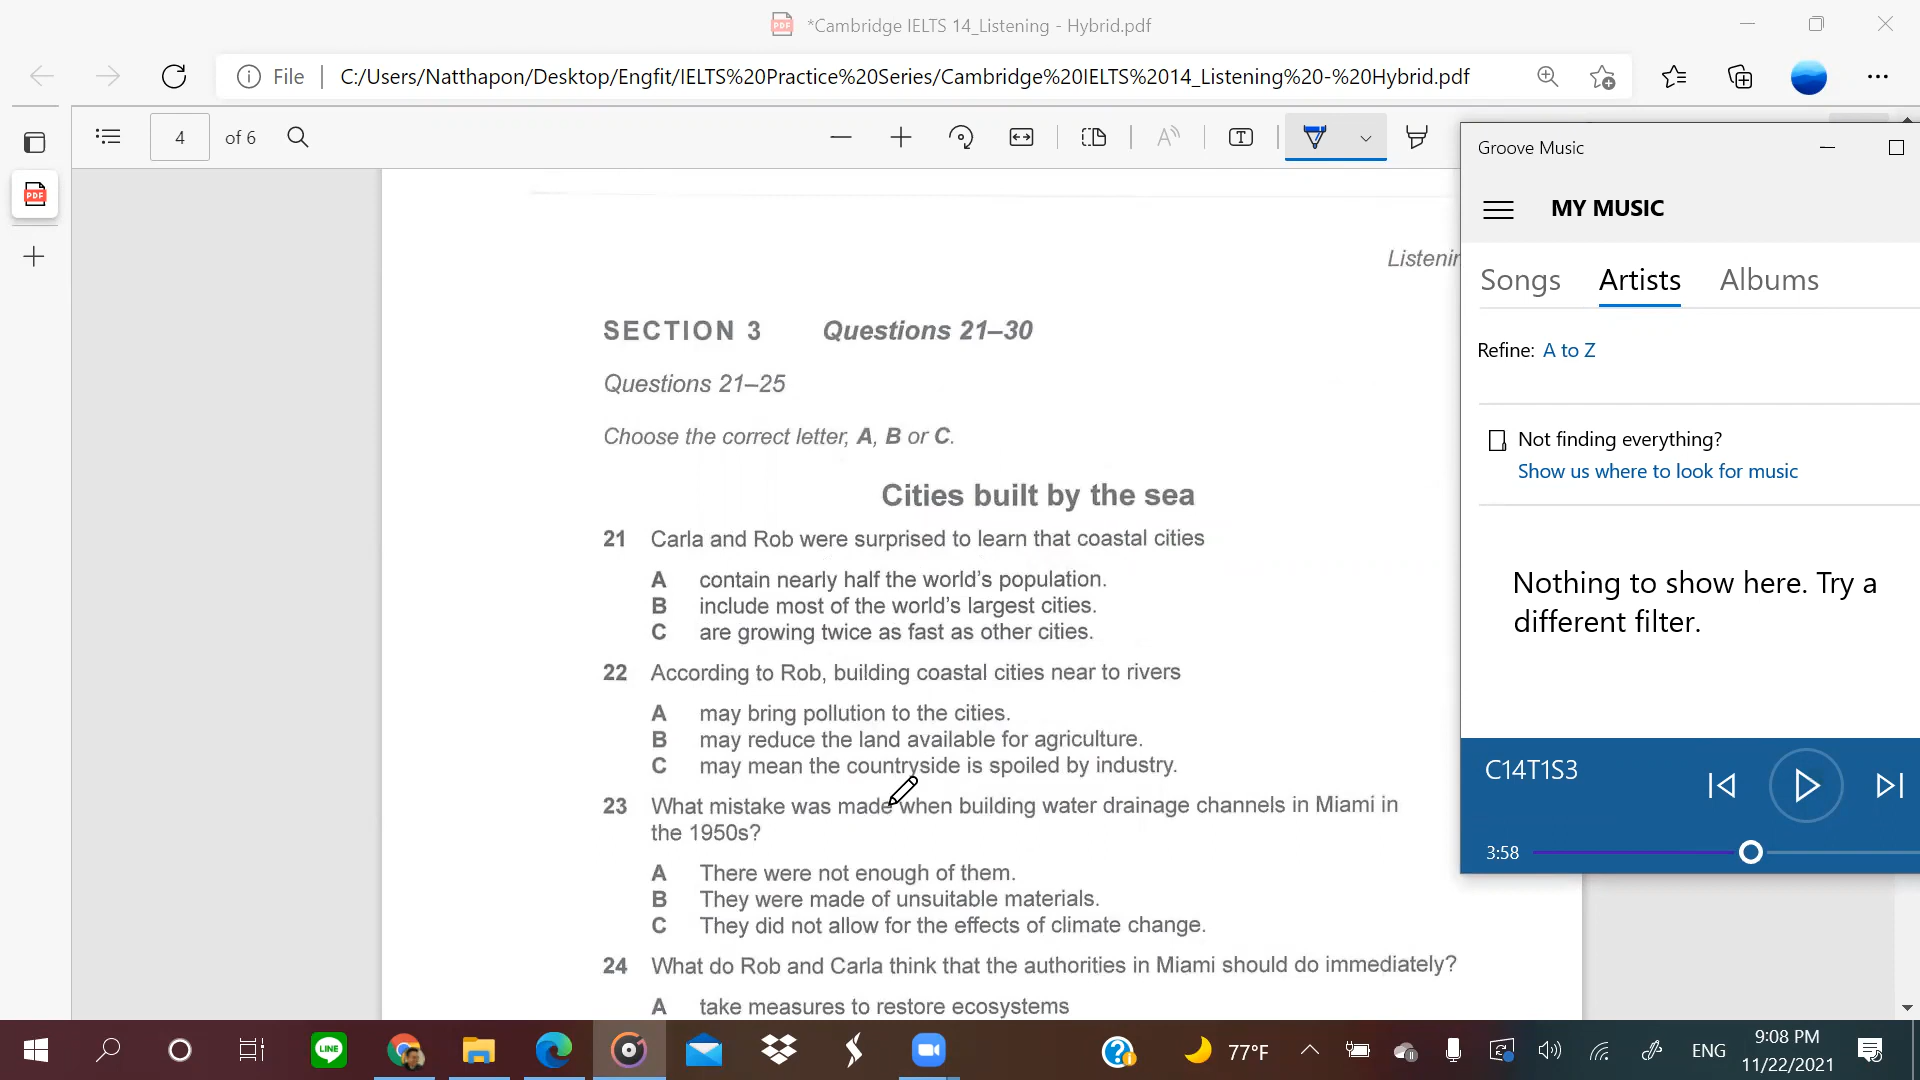 *Cambridge IELTS 14_Listening - Hybrid.pdf
File
C:/Users/Natthapon/Desktop/Engfit/IELTS%20Practice%20Series/Cambridge%20IELTS%2014_Listening%20-%20Hybrid.pdf
4 of 6
Groove Music
MY MUSIC
Songs Artists Albums
Refine: A to Z
Not finding everything?
Show us where to look for music
Nothing to show here. Try a
different filter.
C14T1S3
3:58
Listenin
SECTION 3 Questions 21–30
Questions 21–25
Choose the correct letter, A, B or C.
Cities built by the sea
21 Carla and Rob were surprised to learn that coastal cities
A contain nearly half the world's population.
B include most of the world's largest cities.
C are growing twice as fast as other cities.
22 According to Rob, building coastal cities near to rivers
A may bring pollution to the cities.
B may reduce the land available for agriculture.
C may mean the countryside is spoiled by industry.
23 What mistake was made when building water drainage channels in Miami in
the 1950s?
A There were not enough of them.
B They were made of unsuitable materials.
C They did not allow for the effects of climate change.
24 What do Rob and Carla think that the authorities in Miami should do immediately?
A take measures to restore ecosystems
LINE
77°F
ENG
9:08 PM
11/22/2021